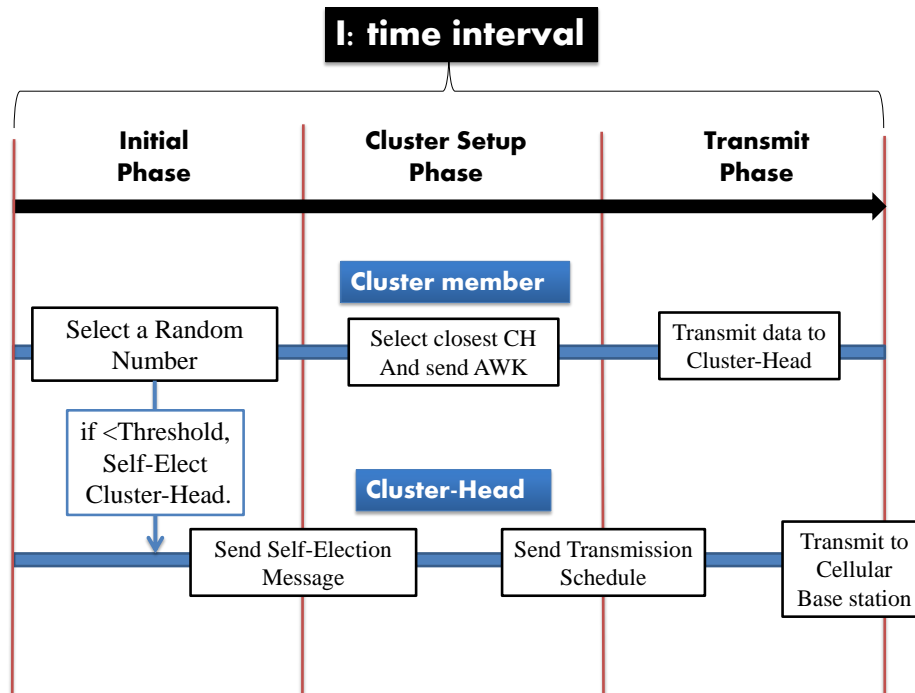 I: time interval
Initial
Phase
Cluster Setup
Phase
Transmit
Phase
Cluster member
Select a Random
Number
Select closest CH
And send AWK
Transmit data to
Cluster-Head
if <Threshold,
Self-Elect
Cluster-Head.
Cluster-Head
Send Self-Election
Message
Send Transmission
Schedule
Transmit to
Cellular
Base station